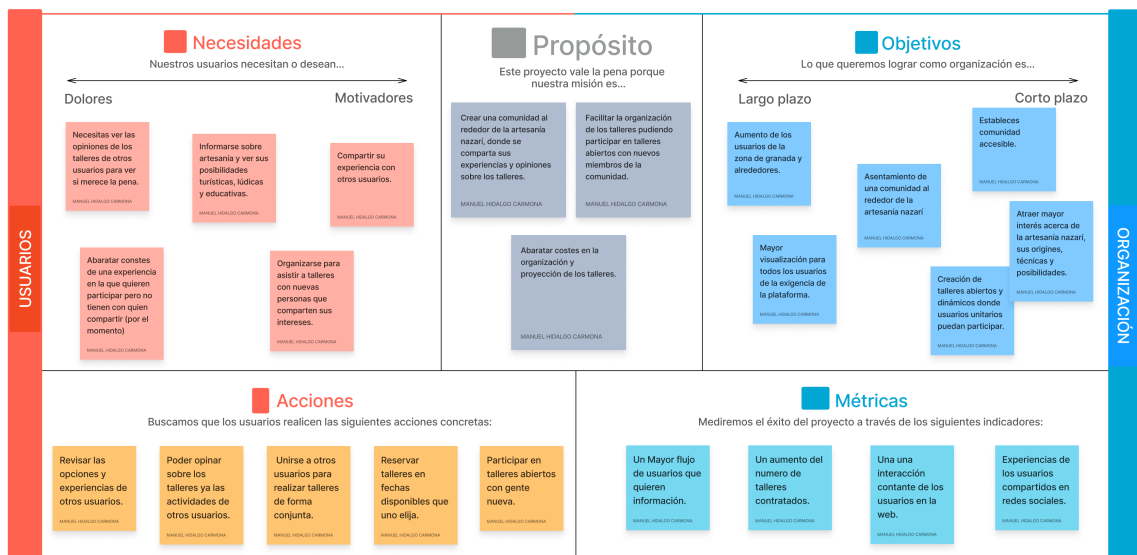 USUARIOS
Necesidades
Nuestros usuarios necesitan o desean...
Dolores
Motivadores
Necesitas ver las
opiniones de los
talleres de otros
usuarios para ver
si merece la pena.
MANUEL HIDALGO CARMONA
Informarse sobre
artesanía y ver sus
posibilidades
turísticas, lúdicas
y educativas.
MANUEL HIDALGO CARMONA
Compartir su
experiencia con
otros usuarios.
MANUEL HIDALGO CARMONA
Abaratar constes
de una experiencia
en la que quieren
participar pero no
tienen con quien
compartir (por el
momento)
MANUEL HIDALGO CARMONA
Organizarse para
asistir a talleres
con nuevas
personas que
comparten sus
intereses.
MANUEL HIDALGO CARMONA
Propósito
Este proyecto vale la pena porque
nuestra misión es...
Crear una comunidad al
rededor de la artesanía
nazarí, donde se
comparta sus
experiencias y opiniones
sobre los talleres.
MANUEL HIDALGO CARMONA
Facilitar la organización
de los talleres pudiendo
participar en talleres
abiertos con nuevos
miembros de la
comunidad.
MANUEL HIDALGO CARMONA
Abaratar costes en la
organización y
proyección de los talleres.
MANUEL HIDALGO CARMONA
Objetivos
Lo que queremos lograr como organización es...
Largo plazo
Corto plazo
Aumento de los
usuarios de la
zona de granada y
alrededores.
MANUEL HIDALGO CARMONA
Asentamiento de
una comunidad al
rededor de la
artesanía nazarí
MANUEL HIDALGO CARMONA
Estableces
comunidad
accesible.
MANUEL HIDALGO CARMONA
Mayor
visualización para
todos los usuarios
de la exigencia de
la plataforma.
MANUEL HIDALGO CARMONA
Atraer mayor
interés acerca de
la artesanía nazarí,
sus origenes,
técnicas y
posibilidades.
MANUEL HIDALGO CARMONA
Creación de
talleres abiertos y
dinámicos donde
usuarios unitarios
puedan participar.
MANUEL HIDALGO CARMONA
ORGANIZACIÓN
Acciones
Buscamos que los usuarios realicen las siguientes acciones concretas:
Revisar las
opciones y
experiencias de
otros usuarios.
MANUEL HIDALGO CARMONA
Poder opinar
sobre los
talleres ya las
actividades de
otros usuarios.
MANUEL HIDALGO CARMONA
Unirse a otros
usuarios para
realizar talleres
de forma
conjunta.
MANUEL HIDALGO CARMONA
Reservar
talleres en
fechas
disponibles que
uno elija.
MANUEL HIDALGO CARMONA
Participar en
talleres abiertos
con gente
nueva.
MANUEL HIDALGO CARMONA
Métricas
Mediremos el éxito del proyecto a través de los siguientes indicadores:
Un Mayor flujo
de usuarios que
quieren
información.
MANUEL HIDALGO CARMONA
Un aumento del
numero de
talleres
contratados.
MANUEL HIDALGO CARMONA
Una una
interacción
contante de los
usuarios en la
web.
MANUEL HIDALGO CARMONA
Experiencias de
los usuarios
compartidos en
redes sociales.
MANUEL HIDALGO CARMONA